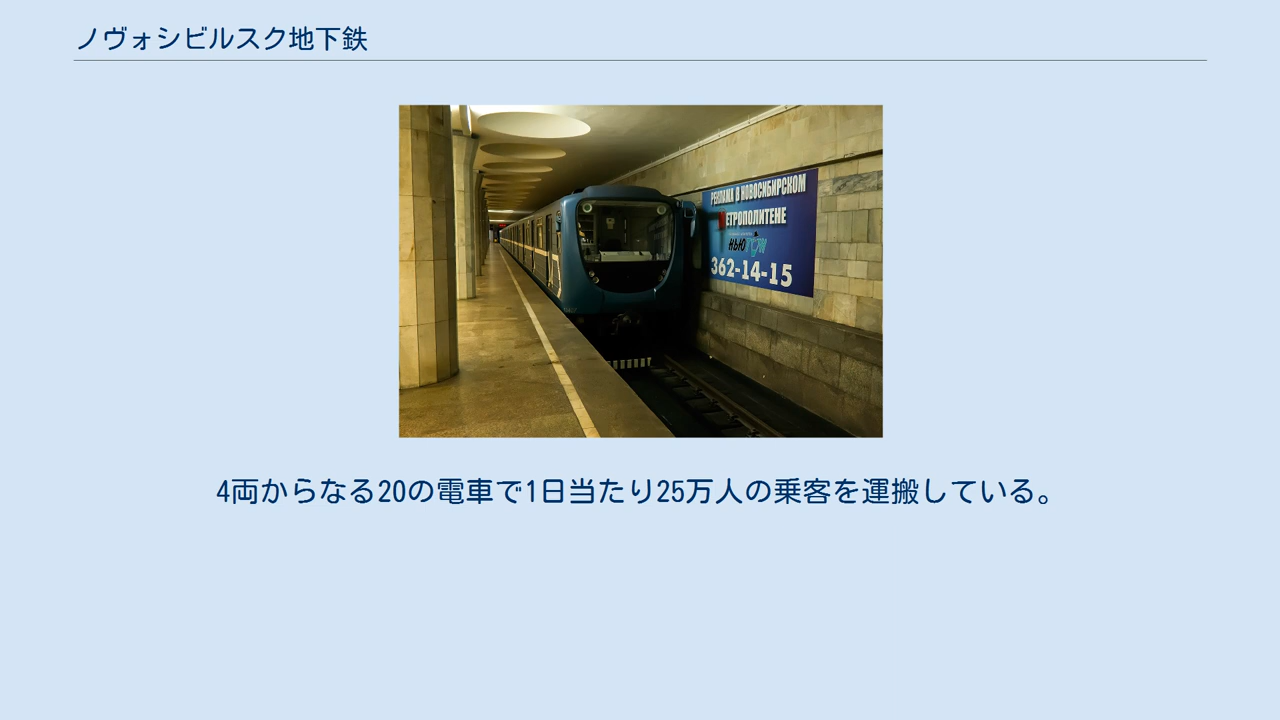 ノヴォシビルスク地下鉄
РЕКЛАМА В НОВОСИБИРСКОМ
МЕТРОПОЛИТЕНЕ
НЬЮ ТОН
362-14-15
4両からなる20の電車で1日当たり25万人の乗客を運搬している。